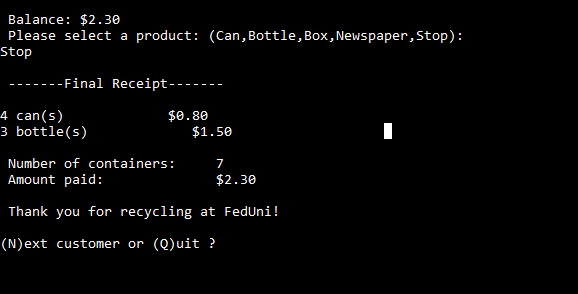 Balance: $2.30
Please select a product: (Can,Bottle,Box,Newspaper,Stop):
Stop
-------Final Receipt-------
4 can(s) $0.80
3 bottle(s) $1.50
Number of containers: 7
Amount paid: $2.30
Thank you for recycling at FedUni!
(N)ext customer or (Q)uit ?